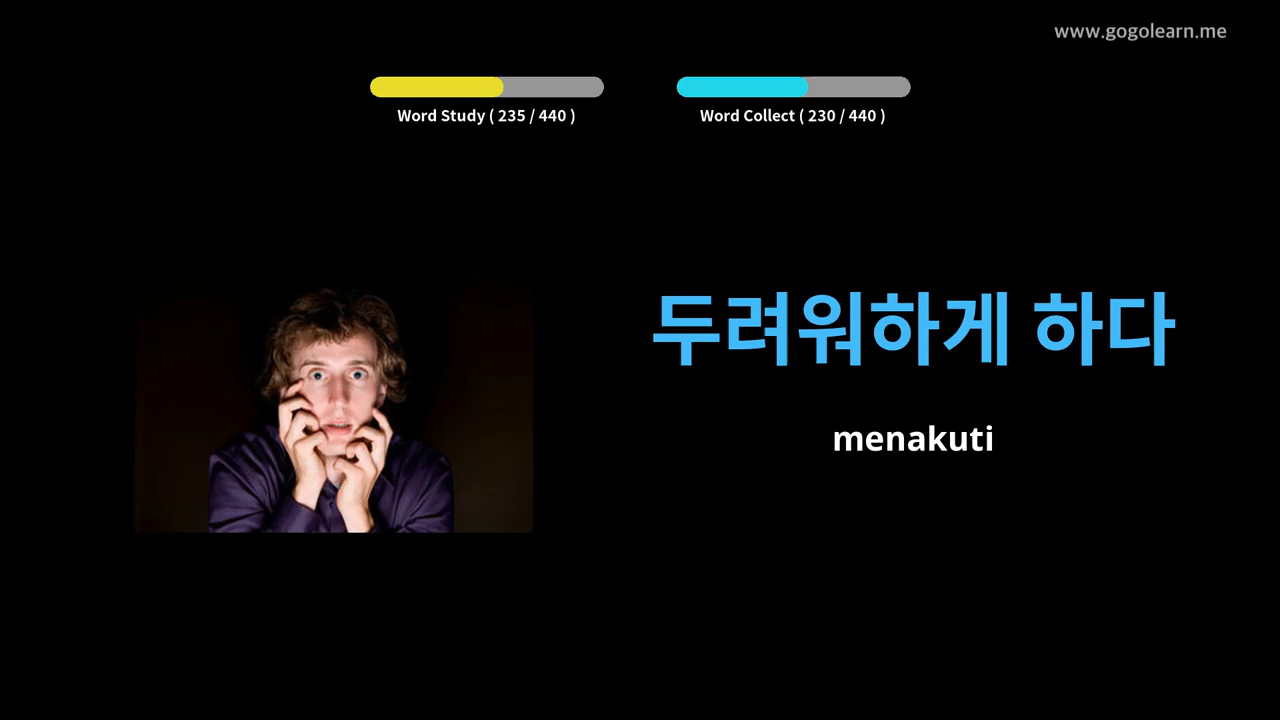 www.gogolearn.me
Word Study ( 235 / 440 )
Word Collect ( 230 / 440 )
두려워하게 하다
menakuti